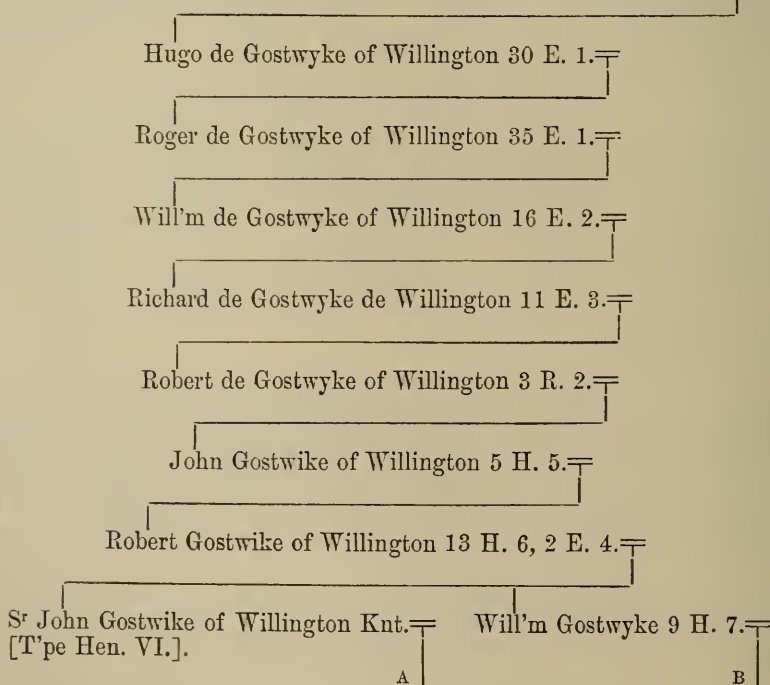 Hugo de Gostwyke of Willington 30 E. 1.
Roger de Gostwyke of Willington 35 E. 1.
Will'm de Gostwyke of Willington 16 E. 2.
Richard de Gostwyke de Willington 11 E. 3.
Robert de Gostwyke of Willington 3 R. 2.
John Gostwike of Willington 5 H. 5.
Robert Gostwike of Willington 13 H. 6, 2 E. 4.
Sr John Gostwike of Willington Knt. Will'm Gostwyke 9 H. 7.
[T'pe Hen. VI.].
A B